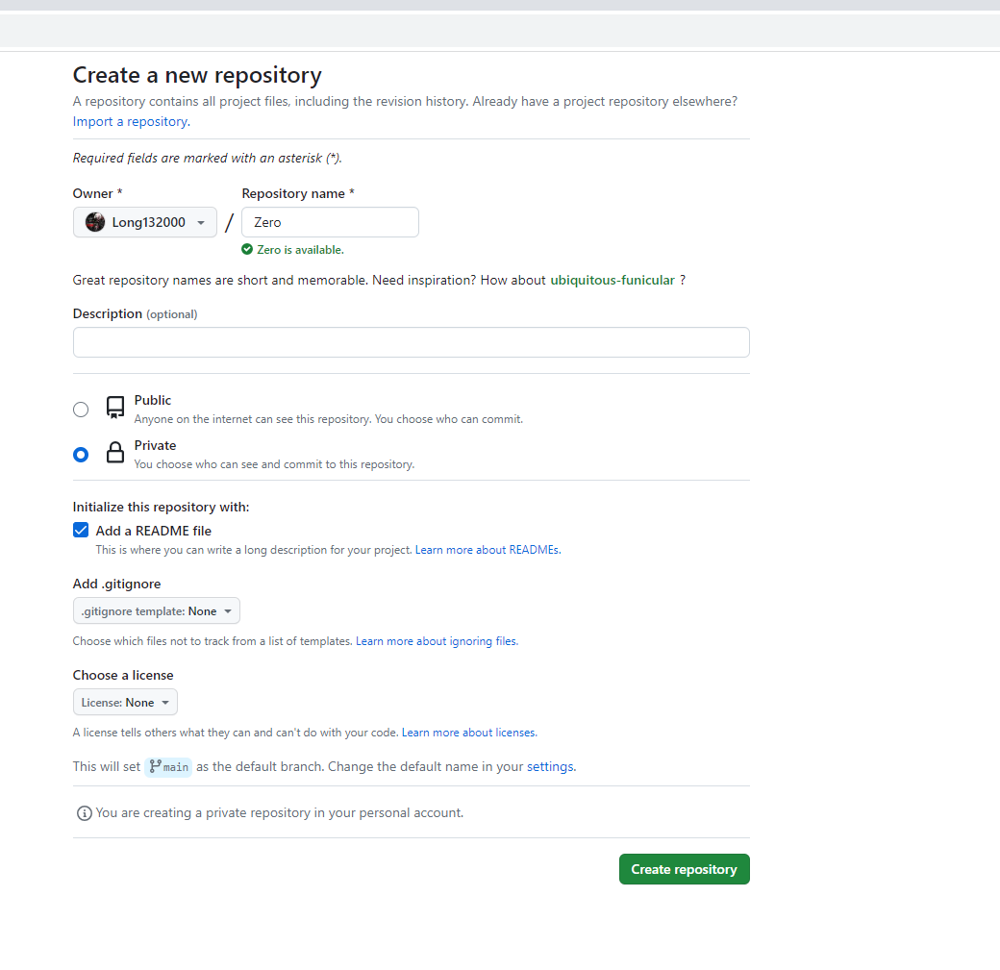 Create a new repository
A repository contains all project files, including the revision history. Already have a project repository elsewhere?
Import a repository.
Required fields are marked with an asterisk (*).
Owner *
Repository name *
Long132000
/
Zero
Zero is available.
Great repository names are short and memorable. Need inspiration? How about ubiquitous-funicular ?
Description (optional)
Public
Anyone on the internet can see this repository. You choose who can commit.
Private
You choose who can see and commit to this repository.
Initialize this repository with:
Add a README file
This is where you can write a long description for your project. Learn more about READMEs.
Add .gitignore
.gitignore template: None
Choose which files not to track from a list of templates. Learn more about ignoring files.
Choose a license
License: None
A license tells others what they can and can't do with your code. Learn more about licenses.
This will set main as the default branch. Change the default name in your settings.
You are creating a private repository in your personal account.
Create repository